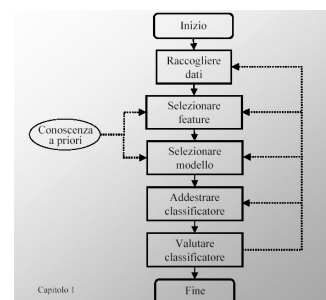 Inizio
Raccogliere
dati
Selezionare
feature
Conoscenza
a priori
Selezionare
modello
Addestrare
classificatore
Valutare
classificatore
Capitolo 1
Fine